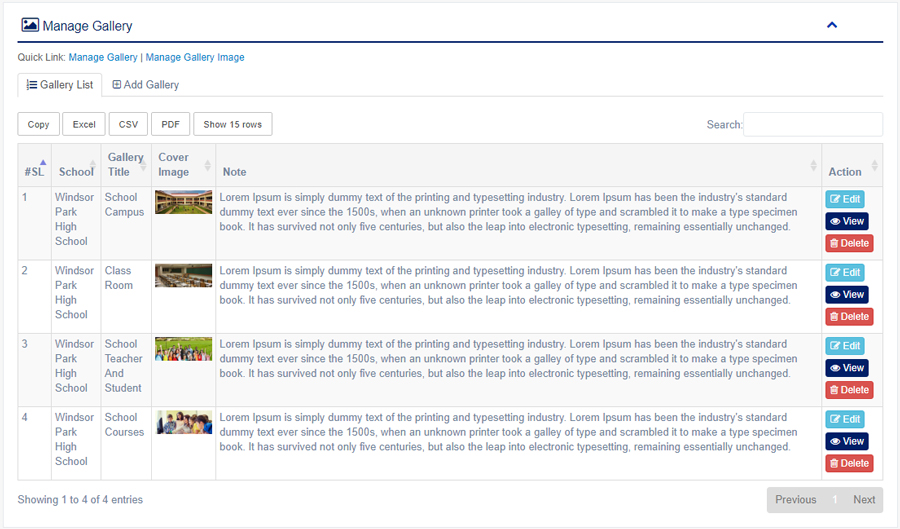 Manage Gallery
Quick Link: Manage Gallery | Manage Gallery Image
Gallery List
Add Gallery
Copy
Excel
CSV
PDF
Show 15 rows
Search:
#SL
School
Gallery Title
Cover Image
Note
Action
1
Windsor
Park
High
School
School
Campus
Lorem Ipsum is simply dummy text of the printing and typesetting industry. Lorem Ipsum has been the industry's standard
dummy text ever since the 1500s, when an unknown printer took a galley of type and scrambled it to make a type specimen
book. It has survived not only five centuries, but also the leap into electronic typesetting, remaining essentially unchanged.
Edit
View
Delete
2
Windsor
Park
High
School
Class
Room
Lorem Ipsum is simply dummy text of the printing and typesetting industry. Lorem Ipsum has been the industry's standard
dummy text ever since the 1500s, when an unknown printer took a galley of type and scrambled it to make a type specimen
book. It has survived not only five centuries, but also the leap into electronic typesetting, remaining essentially unchanged.
Edit
View
Delete
3
Windsor
Park
High
School
School
Teacher
And
Student
Lorem Ipsum is simply dummy text of the printing and typesetting industry. Lorem Ipsum has been the industry's standard
dummy text ever since the 1500s, when an unknown printer took a galley of type and scrambled it to make a type specimen
book. It has survived not only five centuries, but also the leap into electronic typesetting, remaining essentially unchanged.
Edit
View
Delete
4
Windsor
Park
High
School
School
Courses
Lorem Ipsum is simply dummy text of the printing and typesetting industry. Lorem Ipsum has been the industry's standard
dummy text ever since the 1500s, when an unknown printer took a galley of type and scrambled it to make a type specimen
book. It has survived not only five centuries, but also the leap into electronic typesetting, remaining essentially unchanged.
Edit
View
Delete
Showing 1 to 4 of 4 entries
Previous
1
Next